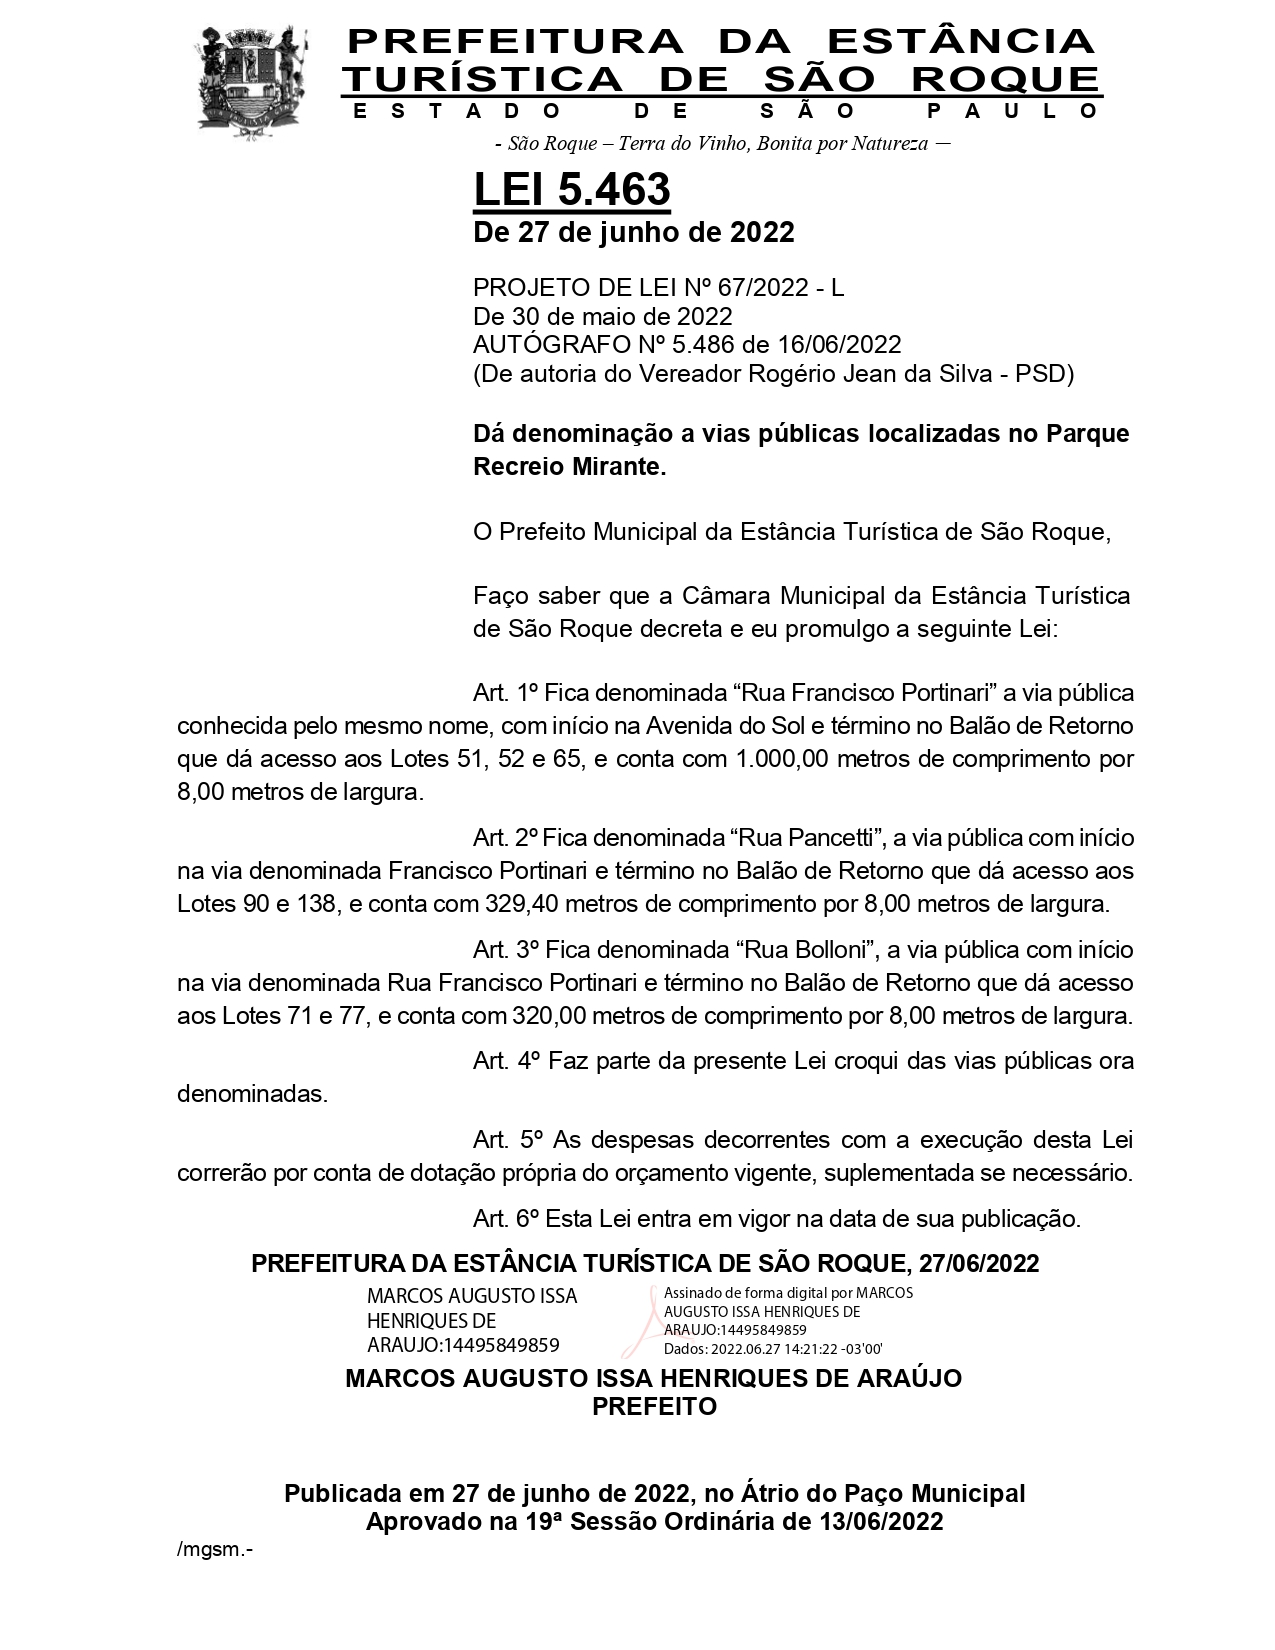 PREFEITURA DA ESTÂNCIA
TURÍSTICA DE SÃO ROQUE
ESTADO DE SÃO PAULO
- São Roque – Terra do Vinho, Bonita por Natureza —
LEI 5.463
De 27 de junho de 2022
PROJETO DE LEI Nº 67/2022 - L
De 30 de maio de 2022
AUTÓGRAFO Nº 5.486 de 16/06/2022
(De autoria do Vereador Rogério Jean da Silva - PSD)
Dá denominação a vias públicas localizadas no Parque
Recreio Mirante.
O Prefeito Municipal da Estância Turística de São Roque,
Faço saber que a Câmara Municipal da Estância Turística
de São Roque decreta e eu promulgo a seguinte Lei:
Art. 1º Fica denominada “Rua Francisco Portinari” a via pública
conhecida pelo mesmo nome, com início na Avenida do Sol e término no Balão de Retorno
que dá acesso aos Lotes 51, 52 e 65, e conta com 1.000,00 metros de comprimento por
8,00 metros de largura.
Art. 2º Fica denominada “Rua Pancetti”, a via pública com início
na via denominada Francisco Portinari e término no Balão de Retorno que dá acesso aos
Lotes 90 e 138, e conta com 329,40 metros de comprimento por 8,00 metros de largura.
Art. 3º Fica denominada “Rua Bolloni”, a via pública com início
na via denominada Rua Francisco Portinari e término no Balão de Retorno que dá acesso
aos Lotes 71 e 77, e conta com 320,00 metros de comprimento por 8,00 metros de largura.
Art. 4º Faz parte da presente Lei croqui das vias públicas ora
denominadas.
Art. 5º As despesas decorrentes com a execução desta Lei
correrão por conta de dotação própria do orçamento vigente, suplementada se necessário.
Art. 6º Esta Lei entra em vigor na data de sua publicação.
PREFEITURA DA ESTÂNCIA TURÍSTICA DE SÃO ROQUE, 27/06/2022
MARCOS AUGUSTO ISSA
HENRIQUES DE
ARAUJO:14495849859
Assinado de forma digital por MARCOS
AUGUSTO ISSA HENRIQUES DE
ARAUJO:14495849859
Dados: 2022.06.27 14:21:22 -03'00'
MARCOS AUGUSTO ISSA HENRIQUES DE ARAÚJO
PREFEITO
Publicada em 27 de junho de 2022, no Átrio do Paço Municipal
Aprovado na 19ª Sessão Ordinária de 13/06/2022
/mgsm.-